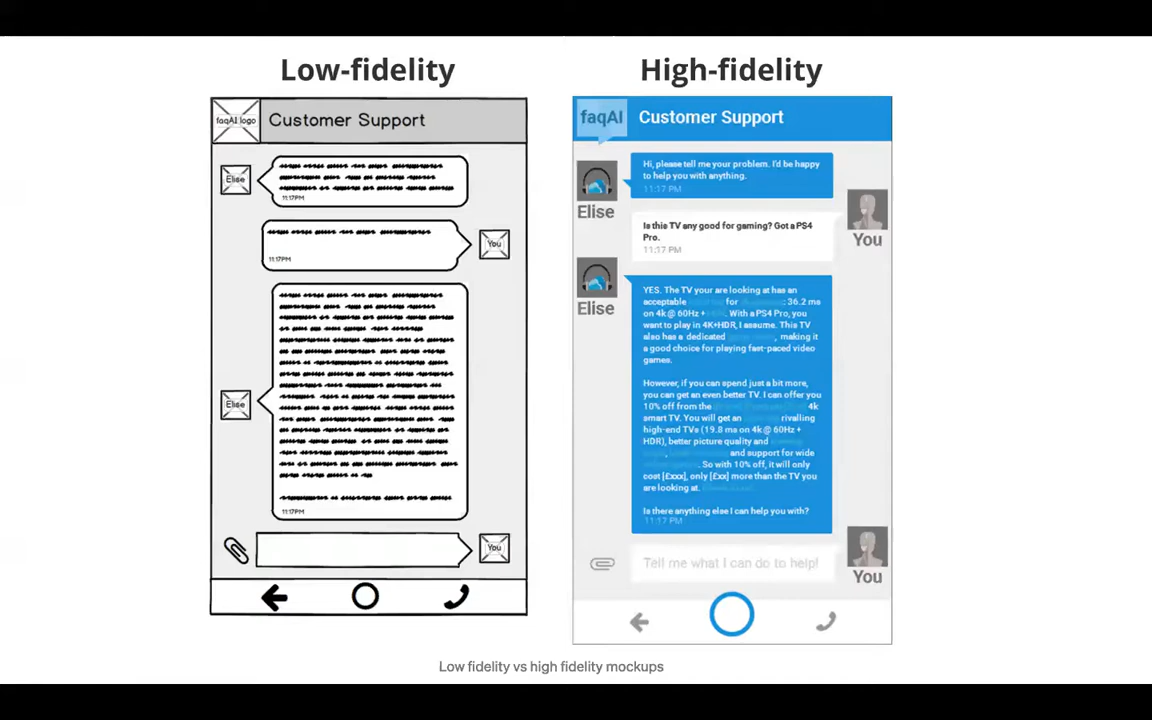 Low-fidelity
High-fidelity
faqAI logo
Customer Support
Elise
11:17PM
You
11:17PM
Elise
11:17PM
You
faqAI
Customer Support
Hi, please tell me your problem. I'd be happy
to help you with anything.
11:17 PM
Elise
You
Is this TV any good for gaming? Got a PS4
Pro.
11:17 PM
Elise
YES. The TV your are looking at has an
acceptable for : 36.2 ms
on 4k @ 60Hz + . With a PS4 Pro, you
want to play in 4K+HDR, I assume. This TV
also has a dedicated , making it
a good choice for playing fast-paced video
games.
However, if you can spend just a bit more,
you can get an even better TV. I can offer you
10% off from the 4k
smart TV. You will get an rivalling
high-end TVs (19.8 ms on 4k @ 60Hz +
HDR), better picture quality and
, and support for wide
. So with 10% off, it will only
cost [£xxx], only [£xx] more than the TV you
are looking at.
Is there anything else I can help you with?
11:17 PM
Tell me what I can do to help!
You
Low fidelity vs high fidelity mockups